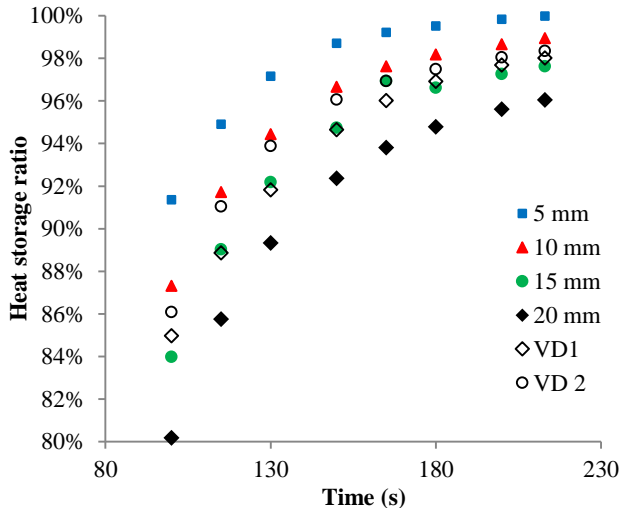 100%
98%
96%
94%
92%
90%
88%
86%
84%
82%
80%
Heat storage ratio
5 mm
10 mm
15 mm
20 mm
VD1
VD 2
80 130 180 230
Time (s)